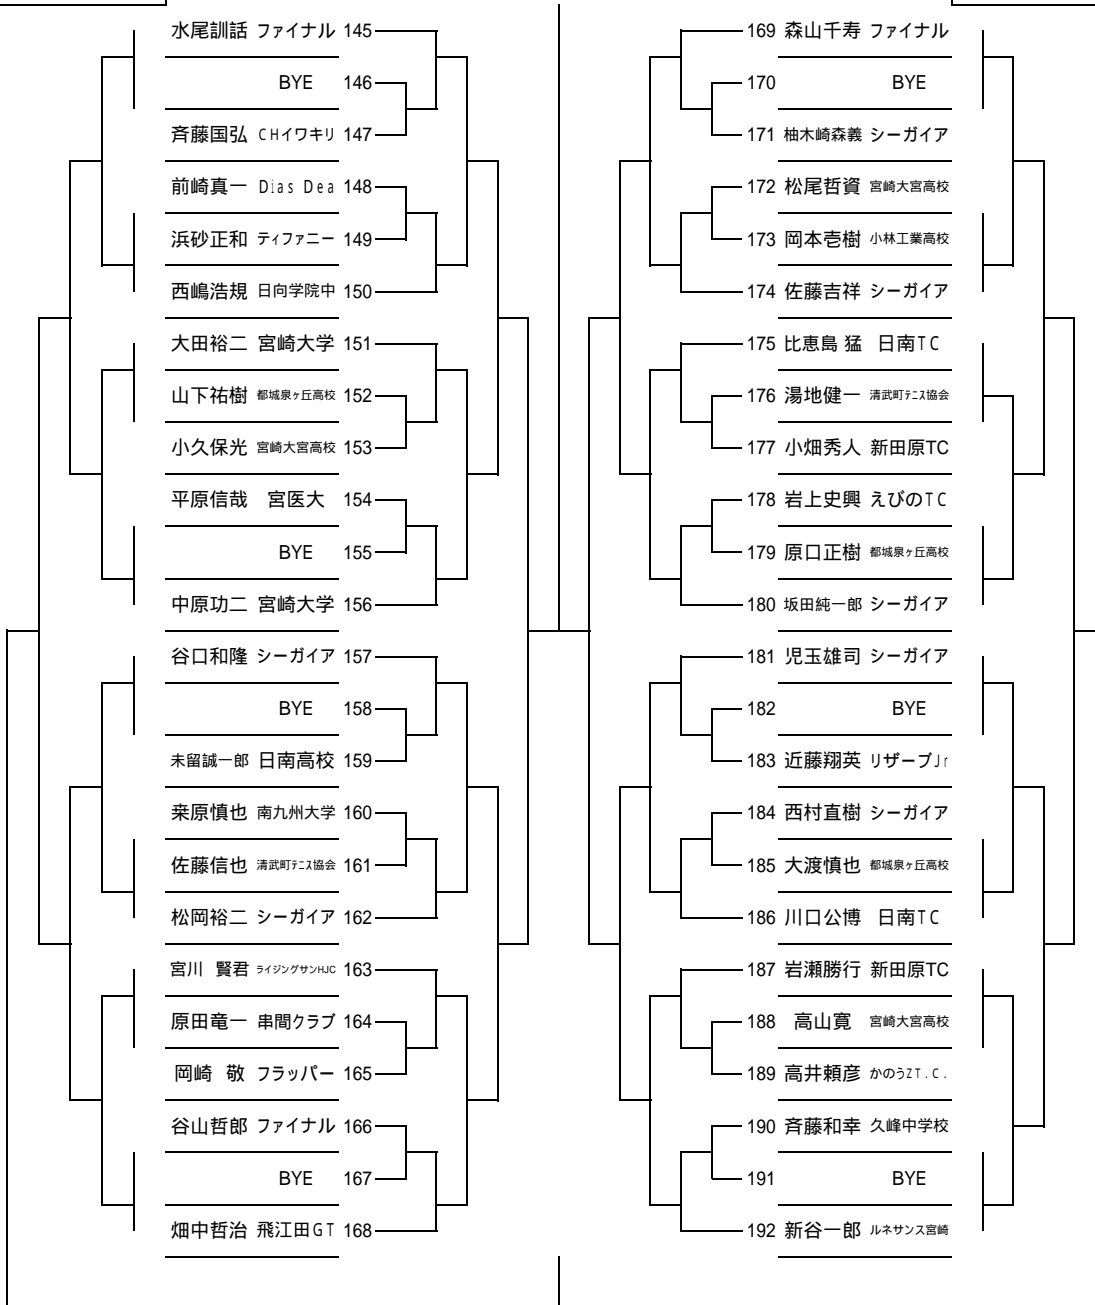 水尾訓話 ファイナル 145
BYE 146
斉藤国弘 CHイワキリ 147
前崎真一 Dias Dea 148
浜砂正和 ティファニー 149
西嶋浩規 日向学院中 150
大田裕二 宮崎大学 151
山下祐樹 都城泉ヶ丘高校 152
小久保光 宮崎大宮高校 153
平原信哉 宮医大 154
BYE 155
中原功二 宮崎大学 156
谷口和隆 シーガイア 157
BYE 158
末留誠一郎 日南高校 159
桒原慎也 南九州大学 160
佐藤信也 清武町テニス協会 161
松岡裕二 シーガイア 162
宮川 賢君 ライジングサンHJC 163
原田竜一 串間クラブ 164
岡崎 敬 フラッパー 165
谷山哲郎 ファイナル 166
BYE 167
畑中哲治 飛江田GT 168
169 森山千寿 ファイナル
170 BYE
171 柚木崎森義 シーガイア
172 松尾哲資 宮崎大宮高校
173 岡本壱樹 小林工業高校
174 佐藤吉祥 シーガイア
175 比恵島 猛 日南TC
176 湯地健一 清武町テニス協会
177 小畑秀人 新田原TC
178 岩上史興 えびのTC
179 原口正樹 都城泉ヶ丘高校
180 坂田純一郎 シーガイア
181 児玉雄司 シーガイア
182 BYE
183 近藤翔英 リザーブJr
184 西村直樹 シーガイア
185 大渡慎也 都城泉ヶ丘高校
186 川口公博 日南TC
187 岩瀬勝行 新田原TC
188 高山寛 宮崎大宮高校
189 高井頼彦 かのうZT.C.
190 斉藤和幸 久峰中学校
191 BYE
192 新谷一郎 ルネサンス宮崎